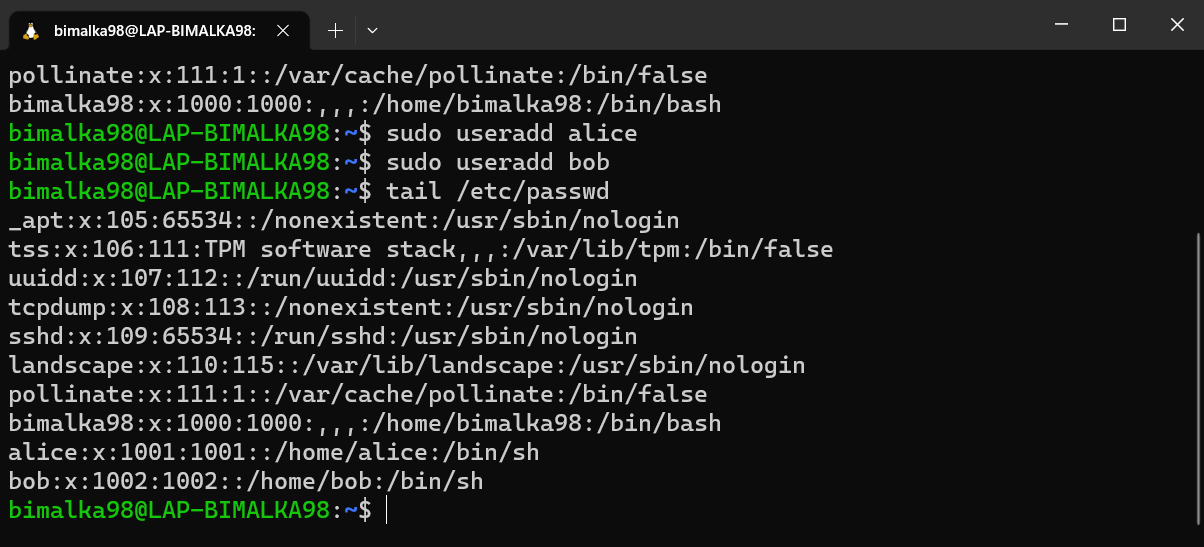 bimalka98@LAP-BIMALKA98:
pollinate:x:111:1::/var/cache/pollinate:/bin/false
bimalka98:x:1000:1000:,,,:/home/bimalka98:/bin/bash
bimalka98@LAP-BIMALKA98:~$ sudo useradd alice
bimalka98@LAP-BIMALKA98:~$ sudo useradd bob
bimalka98@LAP-BIMALKA98:~$ tail /etc/passwd
_apt:x:105:65534::/nonexistent:/usr/sbin/nologin
tss:x:106:111:TPM software stack,,,:/var/lib/tpm:/bin/false
uuidd:x:107:112::/run/uuidd:/usr/sbin/nologin
tcpdump:x:108:113::/nonexistent:/usr/sbin/nologin
sshd:x:109:65534::/run/sshd:/usr/sbin/nologin
landscape:x:110:115::/var/lib/landscape:/usr/sbin/nologin
pollinate:x:111:1::/var/cache/pollinate:/bin/false
bimalka98:x:1000:1000:,,,:/home/bimalka98:/bin/bash
alice:x:1001:1001::/home/alice:/bin/sh
bob:x:1002:1002::/home/bob:/bin/sh
bimalka98@LAP-BIMALKA98:~$